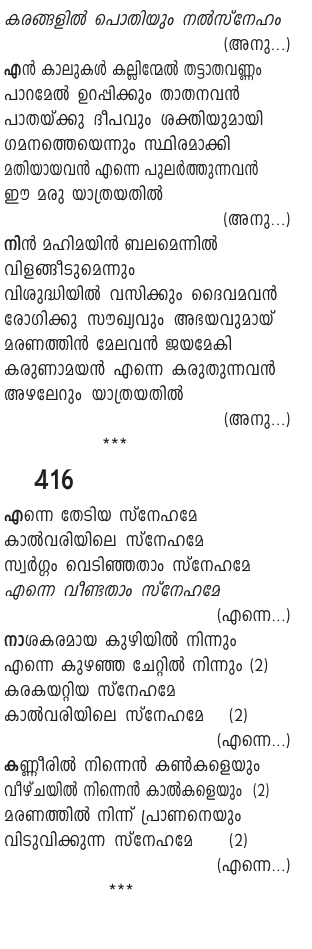 കരങ്ങളിൽ പൊതിയും നൽസ്നേഹം
(അനു...)
എൻ കാലുകൾ കല്ലിന്മേൽ തട്ടാതവണ്ണം
പാറമേൽ ഉറപ്പിക്കും താതനവൻ
പാതയ്ക്കു ദീപവും ശക്തിയുമായി
ഗമനത്തെയെന്നും സ്ഥിരമാക്കി
മതിയായവൻ എന്നെ പുലർത്തുന്നവൻ
ഈ മരു യാത്രയതിൽ
(അനു...)
നിൻ മഹിമയിൻ ബലമെന്നിൽ
വിളങ്ങീടുമെന്നും
വിശുദ്ധിയിൽ വസിക്കും ദൈവമവൻ
രോഗിക്കു സൗഖ്യവും അഭയവുമായ്
മരണത്തിൻ മേലവൻ ജയമേകി
കരുണാമയൻ എന്നെ കരുതുന്നവൻ
അഴലേറും യാത്രയതിൽ
(അനു...)
***
416
എന്നെ തേടിയ സ്നേഹമേ
കാൽവരിയിലെ സ്നേഹമേ
സ്വർഗ്ഗം വെടിഞ്ഞതാം സ്നേഹമേ
എന്നെ വീണ്ടതാം സ്നേഹമേ
(എന്നെ...)
നാശകരമായ കുഴിയിൽ നിന്നും
എന്നെ കുഴഞ്ഞ ചേറ്റിൽ നിന്നും (2)
കരകയറ്റിയ സ്നേഹമേ
കാൽവരിയിലെ സ്നേഹമേ (2)
(എന്നെ...)
കണ്ണീരിൽ നിന്നെൻ കൺകളെയും
വീഴ്ചയിൽ നിന്നെൻ കാൽകളെയും (2)
മരണത്തിൽ നിന്ന് പ്രാണനെയും
വിടുവിക്കുന്ന സ്നേഹമേ (2)
(എന്നെ...)
***